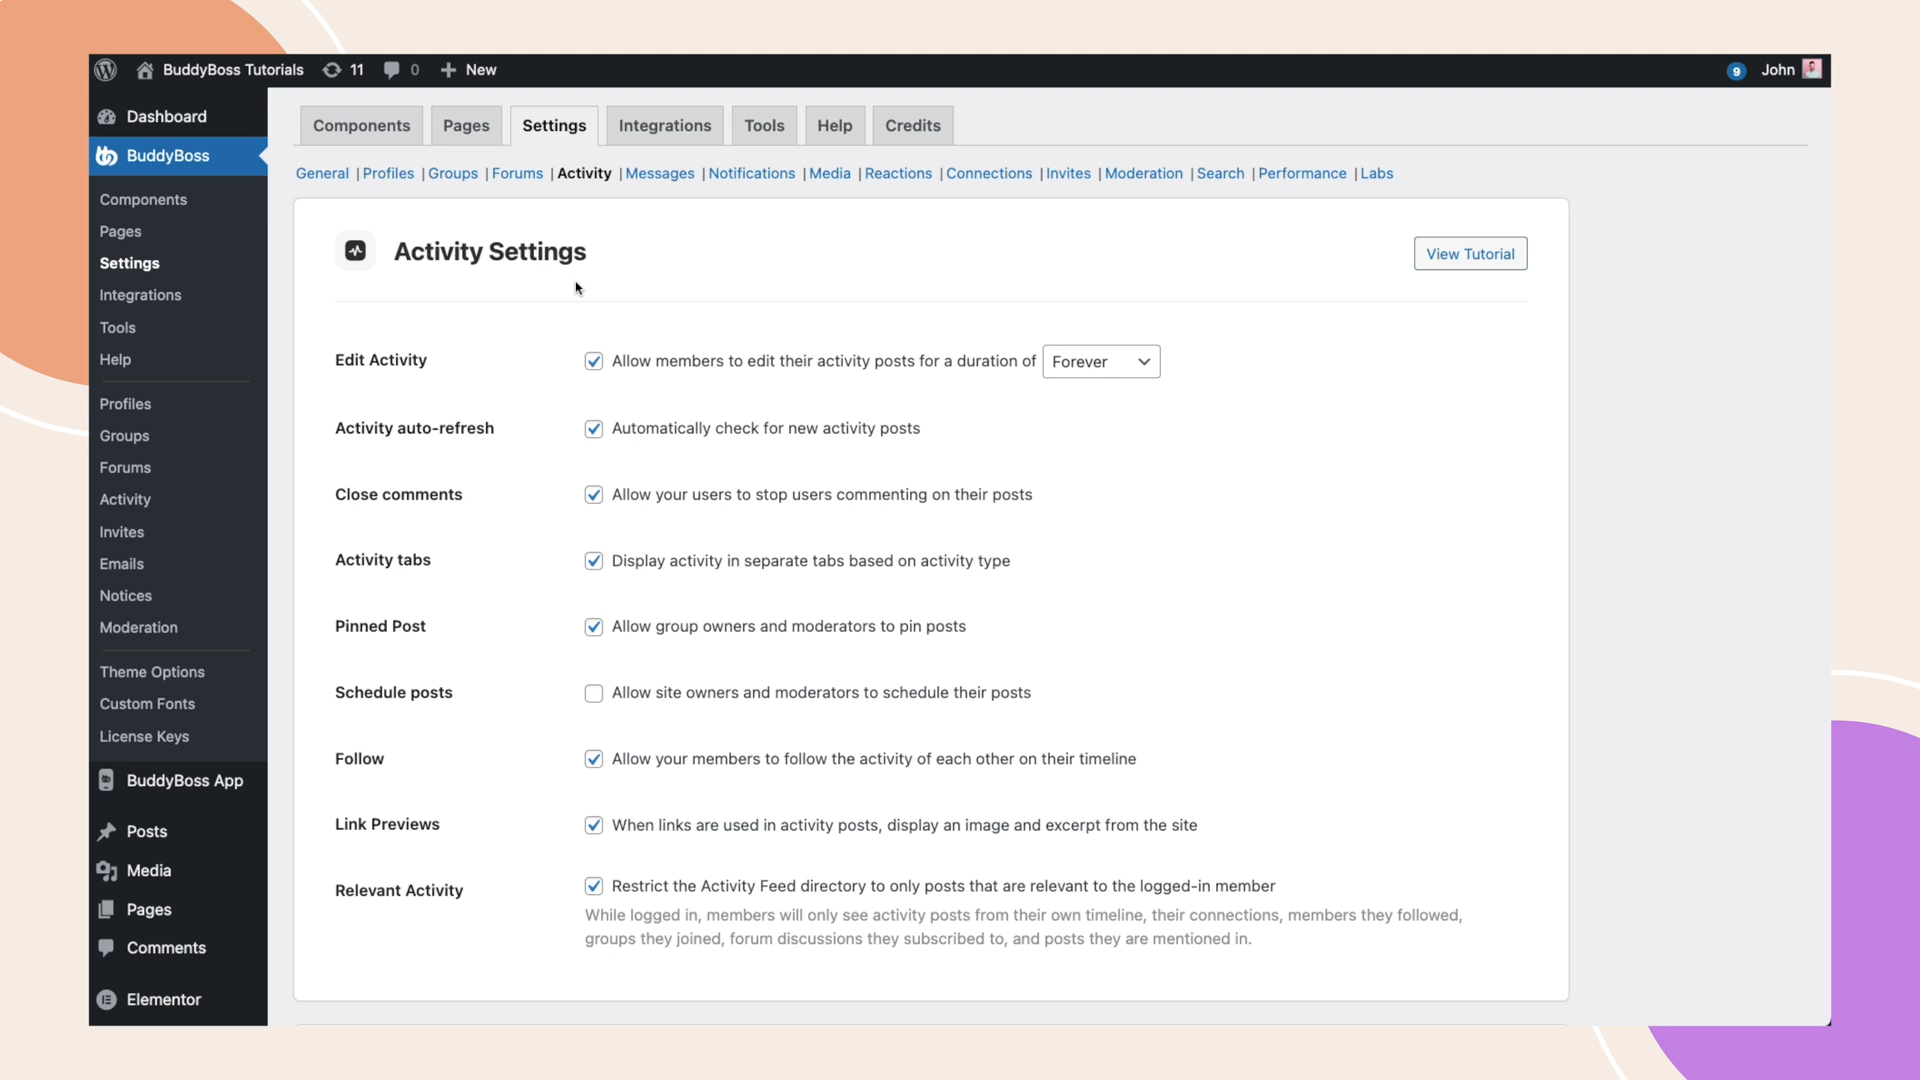 BuddyBoss Tutorials 11 0 New 9 John
Dashboard
BuddyBoss
Components
Pages
Settings
Integrations
Tools
Help
Profiles
Groups
Forums
Activity
Invites
Emails
Notices
Moderation
Theme Options
Custom Fonts
License Keys
BuddyBoss App
Posts
Media
Pages
Comments
Elementor
Components Pages Settings Integrations Tools Help Credits
General | Profiles | Groups | Forums | Activity | Messages | Notifications | Media | Reactions | Connections | Invites | Moderation | Search | Performance | Labs
Activity Settings View Tutorial
Edit Activity Allow members to edit their activity posts for a duration of Forever
Activity auto-refresh Automatically check for new activity posts
Close comments Allow your users to stop users commenting on their posts
Activity tabs Display activity in separate tabs based on activity type
Pinned Post Allow group owners and moderators to pin posts
Schedule posts Allow site owners and moderators to schedule their posts
Follow Allow your members to follow the activity of each other on their timeline
Link Previews When links are used in activity posts, display an image and excerpt from the site
Relevant Activity Restrict the Activity Feed directory to only posts that are relevant to the logged-in member
While logged in, members will only see activity posts from their own timeline, their connections, members they followed,
groups they joined, forum discussions they subscribed to, and posts they are mentioned in.